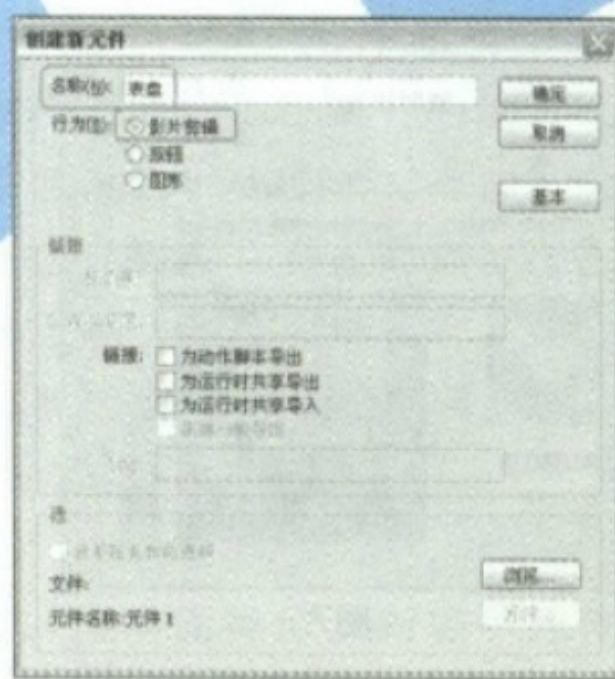 创建新元件
名称(N): 表盘
确定
行为(B): 影片剪辑
取消
按钮
图形
基本
链接
链接: 为动作脚本导出
为运行时共享导出
为运行时共享导入
文件:
浏览...
元件名称:元件 1